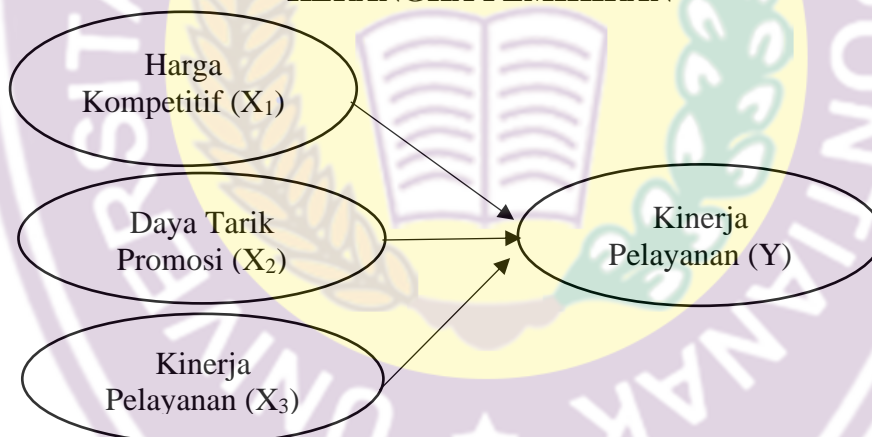 Harga
Kompetitif (X₁)
Daya Tarik
Promosi (X₂)
Kinerja
Pelayanan (X₃)
Kinerja
Pelayanan (Y)